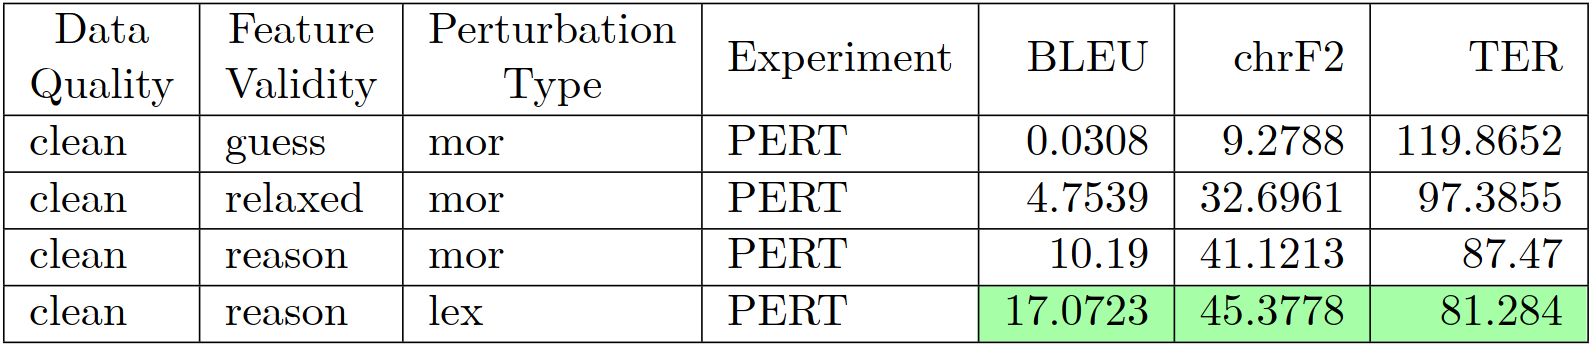 Data Quality Feature Validity Perturbation Type Experiment BLEU chrF2 TER
clean guess mor PERT 0.0308 9.2788 119.8652
clean relaxed mor PERT 4.7539 32.6961 97.3855
clean reason mor PERT 10.19 41.1213 87.47
clean reason lex PERT 17.0723 45.3778 81.284